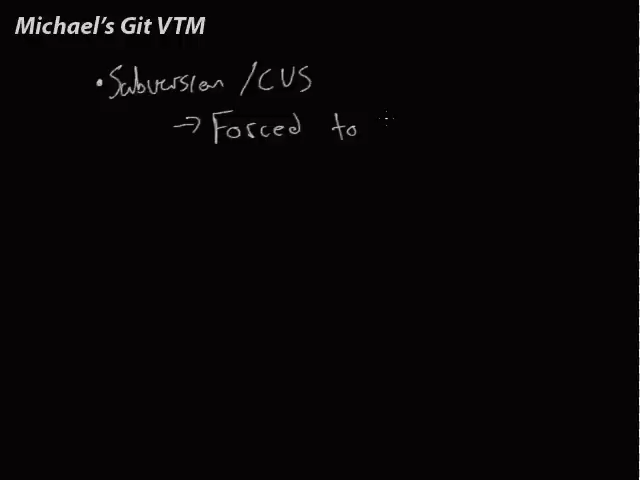 Michael's Git VTM
• Subversion / CVS
→ Forced to